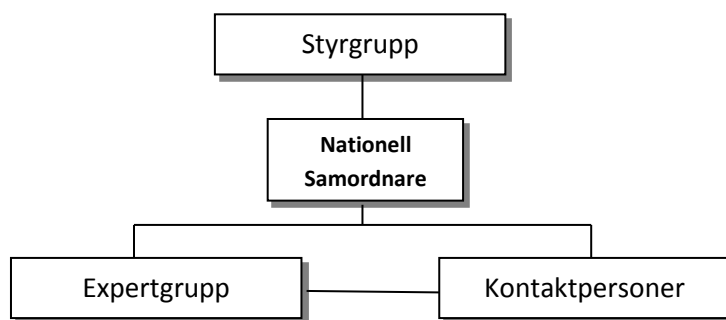 Styrgrupp
Nationell
Samordnare
Expertgrupp
Kontaktpersoner